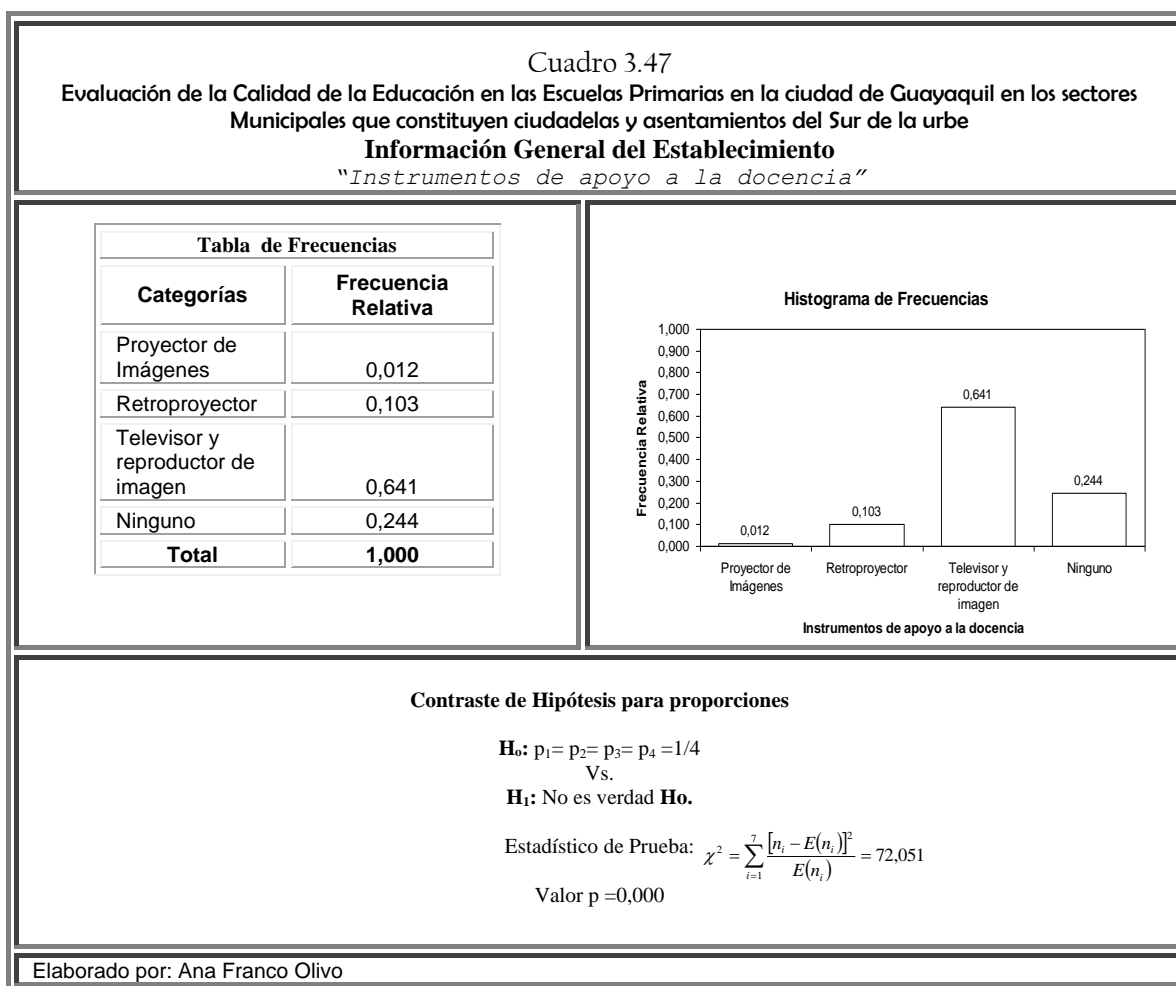 Cuadro 3.47
Evaluación de la Calidad de la Educación en las Escuelas Primarias en la ciudad de Guayaquil en los sectores
Municipales que constituyen ciudadelas y asentamientos del Sur de la urbe
Información General del Establecimiento
“Instrumentos de apoyo a la docencia”
Tabla de Frecuencias
Categorías Frecuencia
Relativa
Proyector de
Imágenes 0,012
Retroproyector 0,103
Televisor y
reproductor de
imagen 0,641
Ninguno 0,244
Total 1,000
Histograma de Frecuencias
Frecuencia Relativa
1,000
0,900
0,800
0,700
0,600
0,500
0,400
0,300
0,200
0,100
0,000
0,012
0,103
0,641
0,244
Proyector de
Imágenes
Retroproyector
Televisor y
reproductor de
imagen
Ninguno
Instrumentos de apoyo a la docencia
Contraste de Hipótesis para proporciones
Hₒ: p₁= p₂= p₃= p₄ =1/4
Vs.
H₁: No es verdad Ho.
Estadístico de Prueba: χ² = ∑ᵢ₌₁⁷ [nᵢ − E(nᵢ)]² / E(nᵢ) = 72,051
Valor p =0,000
Elaborado por: Ana Franco Olivo